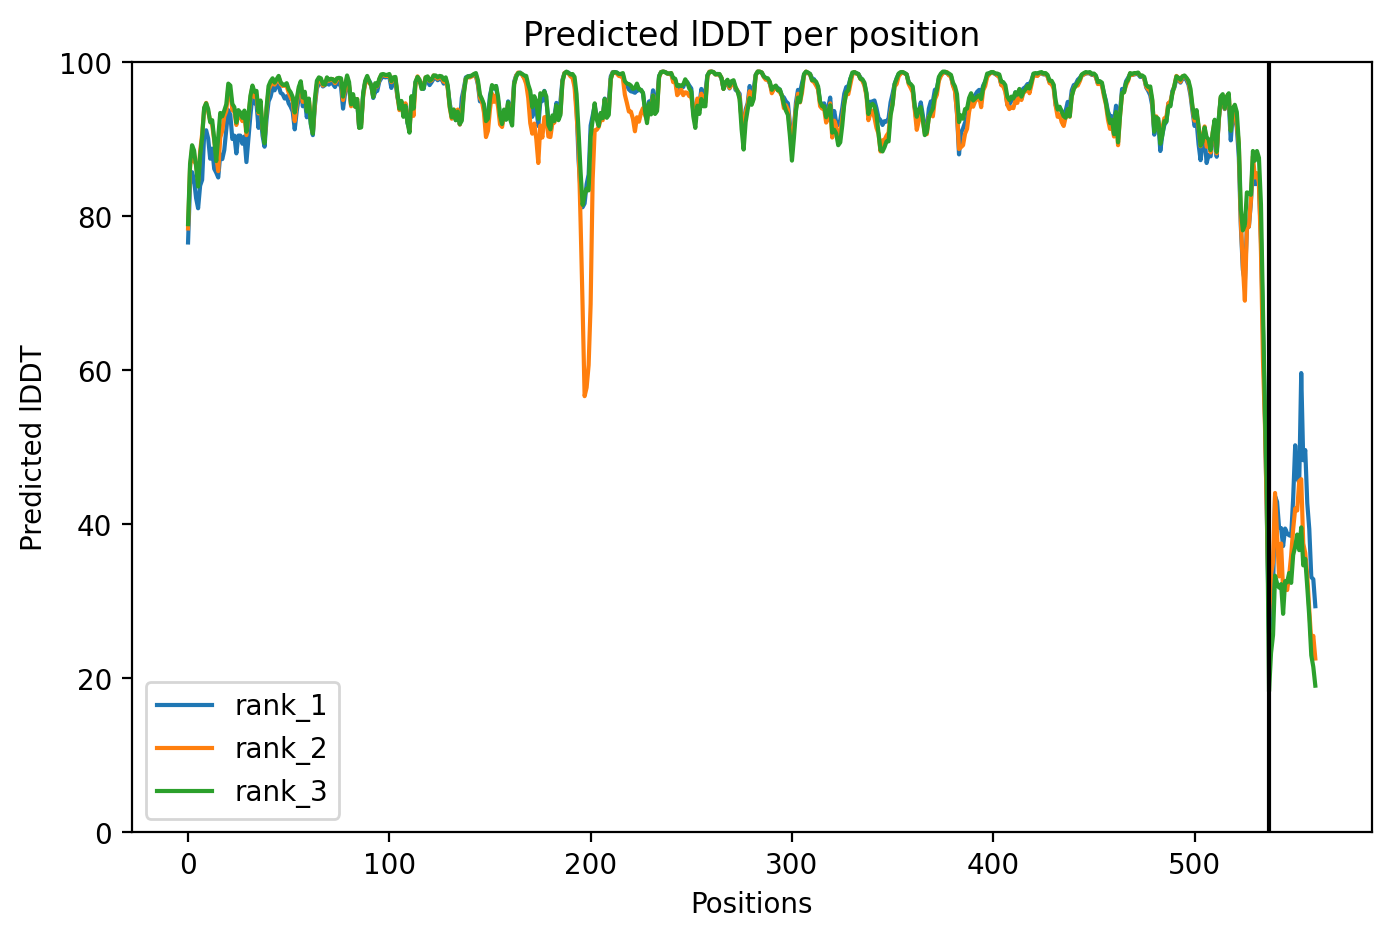 Predicted lDDT per position
100
80
60
40
20
0
Predicted lDDT
rank_1
rank_2
rank_3
0 100 200 300 400 500
Positions